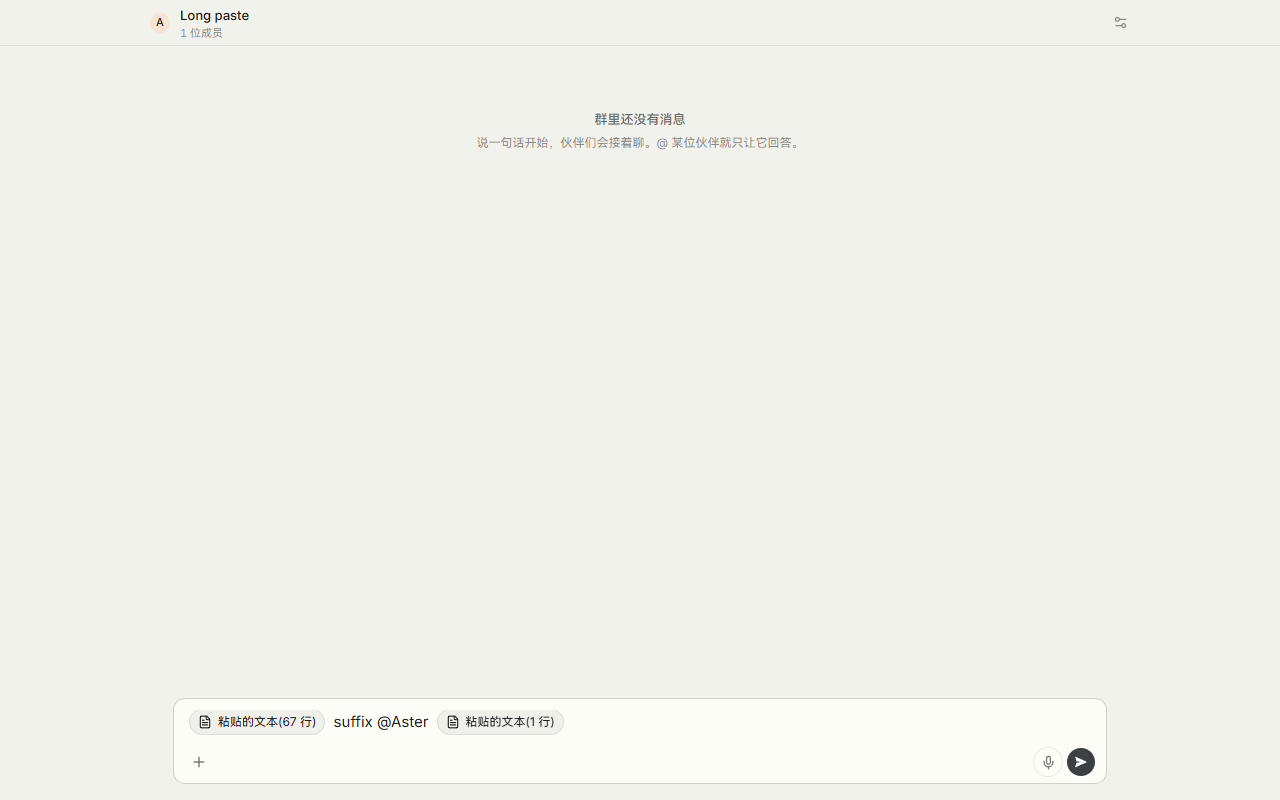 A
Long paste
1 位成员
群里还没有消息
说一句话开始，伙伴们会接着聊。@ 某位伙伴就只让它回答。
粘贴的文本(67 行) suffix @Aster 粘贴的文本(1 行)